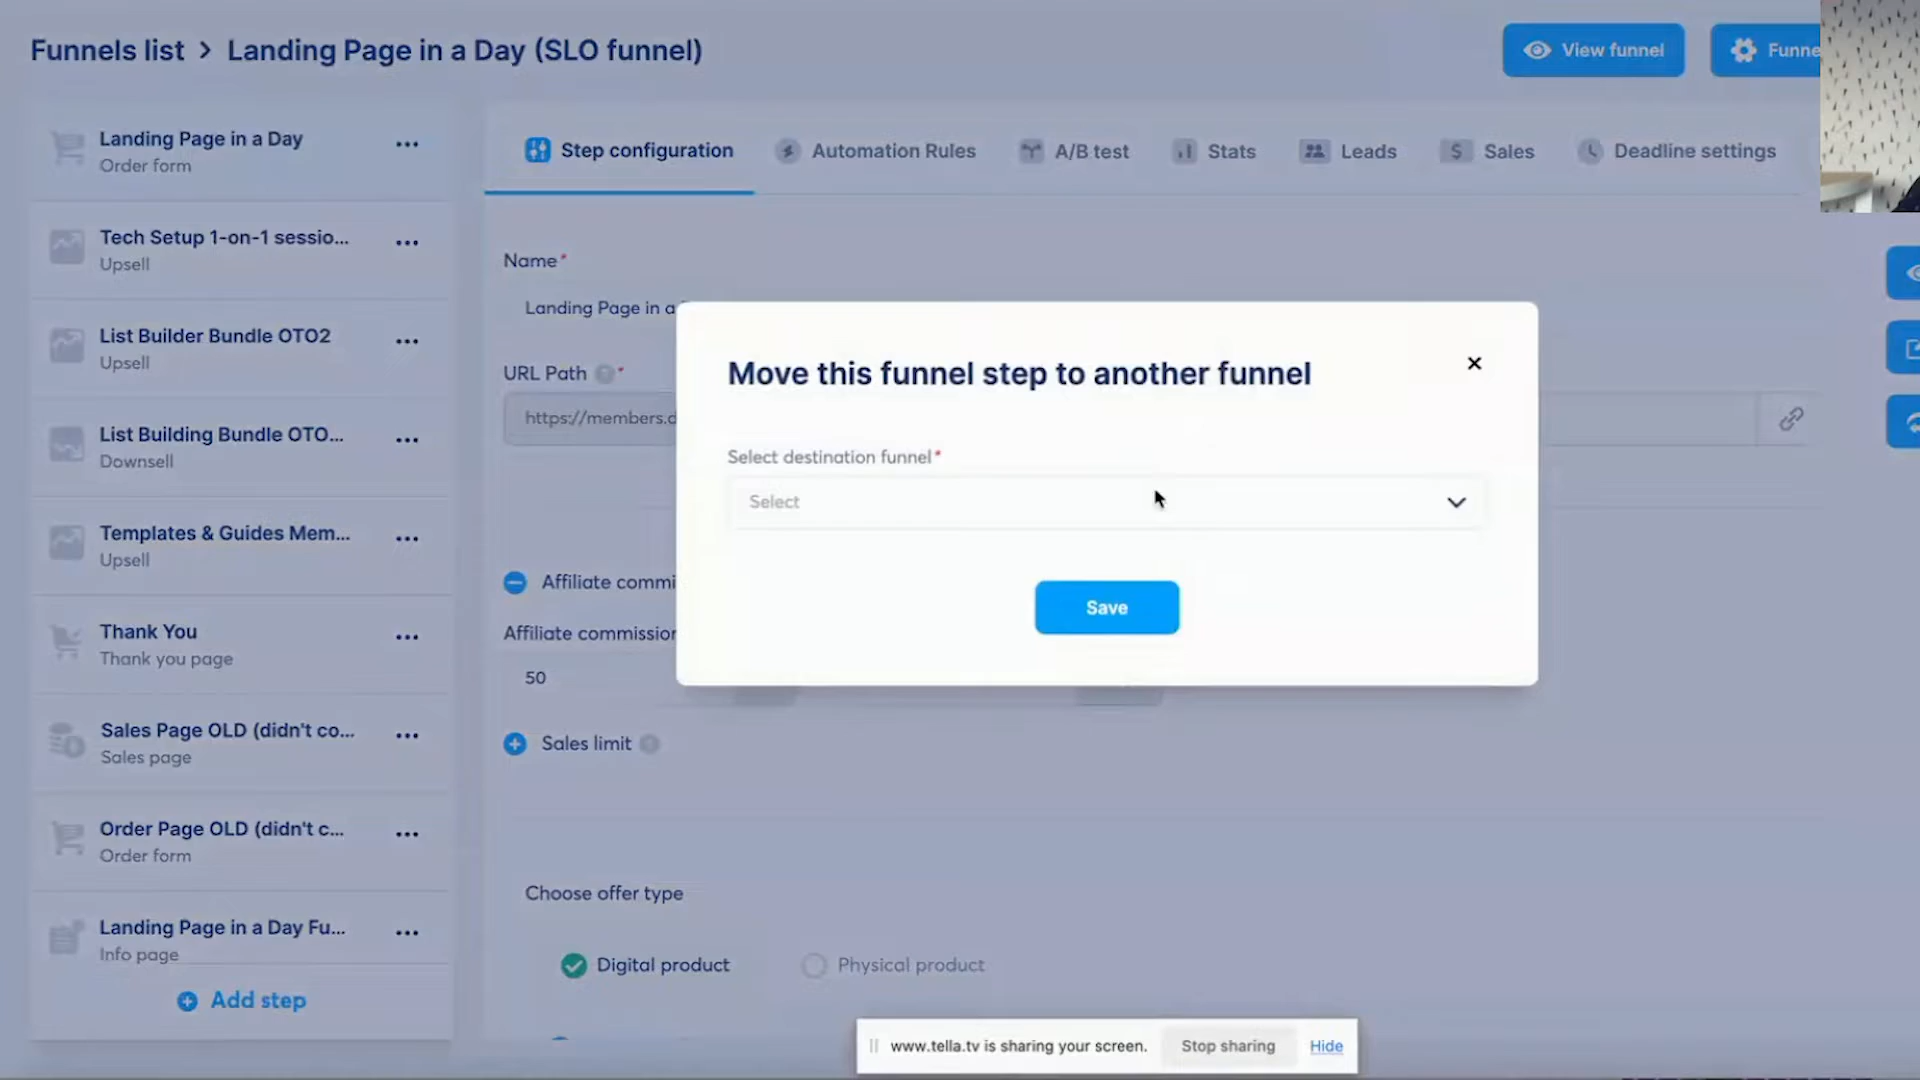 Funnels list > Landing Page in a Day (SLO funnel)
View funnel
Funne
Landing Page in a Day
Order form
Tech Setup 1-on-1 sessio...
Upsell
List Builder Bundle OTO2
Upsell
List Building Bundle OTO...
Downsell
Templates & Guides Mem...
Upsell
Thank You
Thank you page
Sales Page OLD (didn't co...
Sales page
Order Page OLD (didn't c...
Order form
Landing Page in a Day Fu...
Info page
Add step
Step configuration
Automation Rules
A/B test
Stats
Leads
$ Sales
Deadline settings
Name*
Landing Page in a
URL Path *
https://members.d
Move this funnel step to another funnel
Select destination funnel*
Select
Save
Affiliate commi
Affiliate commission
50
Sales limit
Choose offer type
Digital product
Physical product
www.tella.tv is sharing your screen.
Stop sharing
Hide